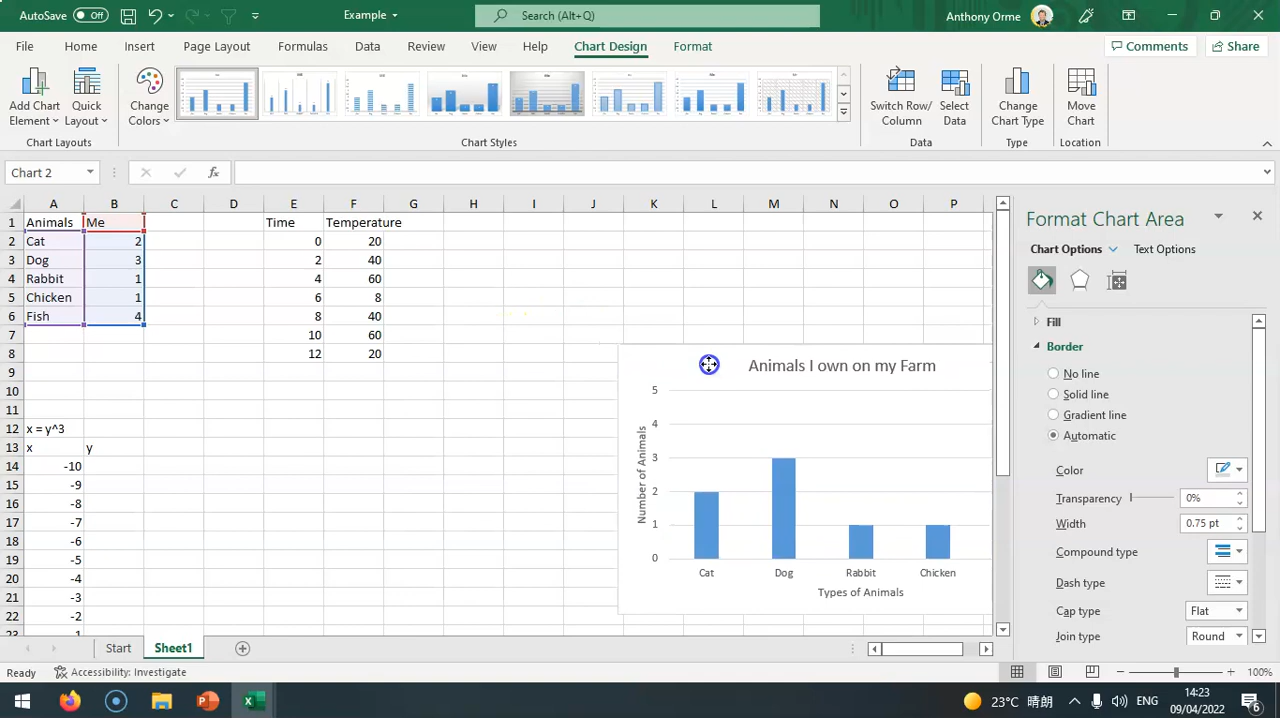 AutoSave Off Example Search (Alt+Q) Anthony Orme
File Home Insert Page Layout Formulas Data Review View Help Chart Design Format Comments Share
Add Chart Element Quick Layout Change Colors Switch Row/ Column Select Data Change Chart Type Move Chart
Chart Layouts Chart Styles Data Type Location
Chart 2 fx
A B C D E F G H I J K L M N O P
1 Animals Me Time Temperature
2 Cat 2 0 20
3 Dog 3 2 40
4 Rabbit 1 4 60
5 Chicken 1 6 8
6 Fish 4 8 40
7 10 60
8 12 20
9
10
11
12 x = y^3
13 x y
14 -10
15 -9
16 -8
17 -7
18 -6
19 -5
20 -4
21 -3
22 -2
Animals I own on my Farm
5
4
3
2
1
0
Number of Animals
Cat Dog Rabbit Chicken
Types of Animals
Format Chart Area
Chart Options Text Options
Fill
Border
No line
Solid line
Gradient line
Automatic
Color
Transparency 0%
Width 0.75 pt
Compound type
Dash type
Cap type Flat
Join type Round
Start Sheet1
Ready Accessibility: Investigate 100%
23°C 晴朗 ENG 14:23
09/04/2022 6